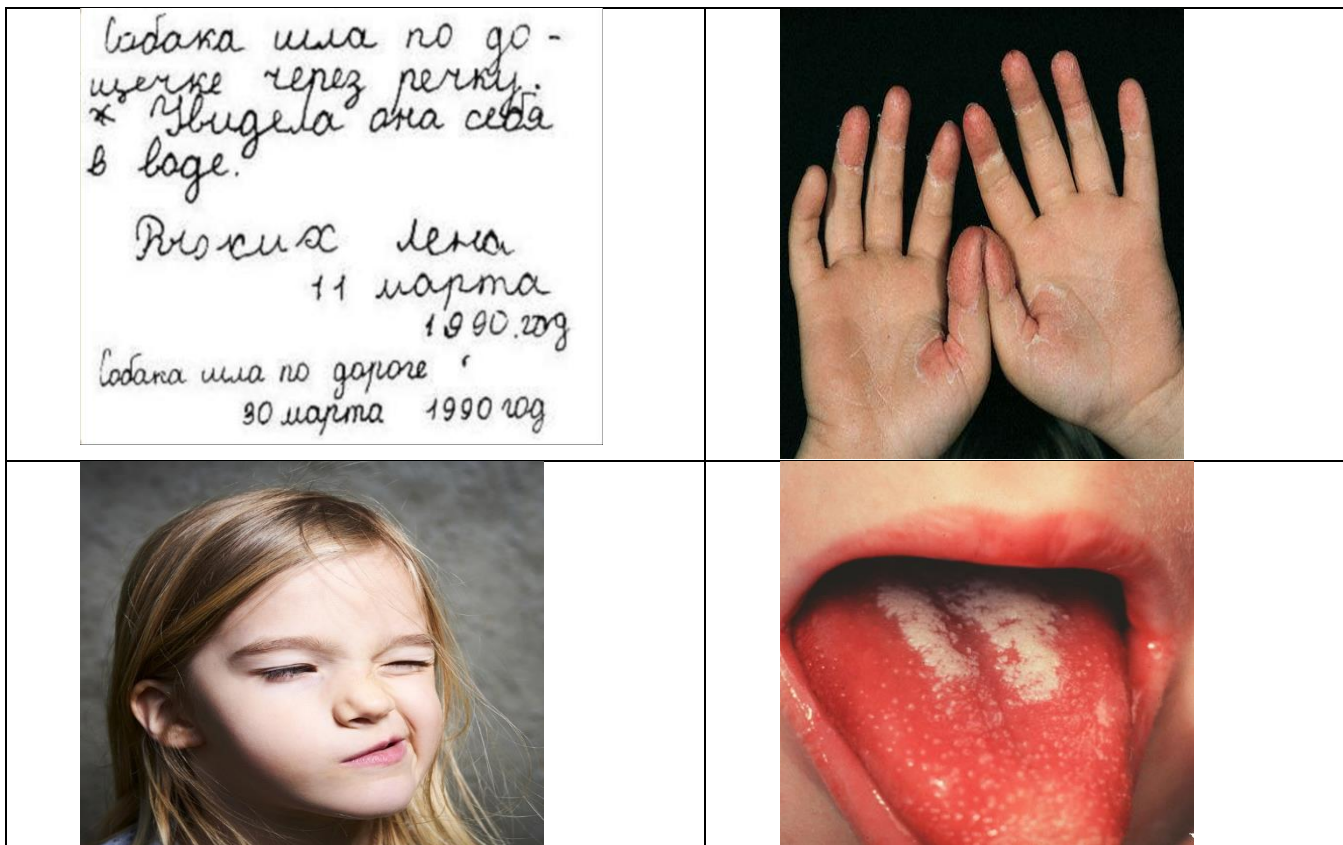 Собака шла по до-
щечке через речку.
* Увидела она себя
в воде.
Лена
11 марта
1990.год
Собака шла по дороге
30 марта 1990 год